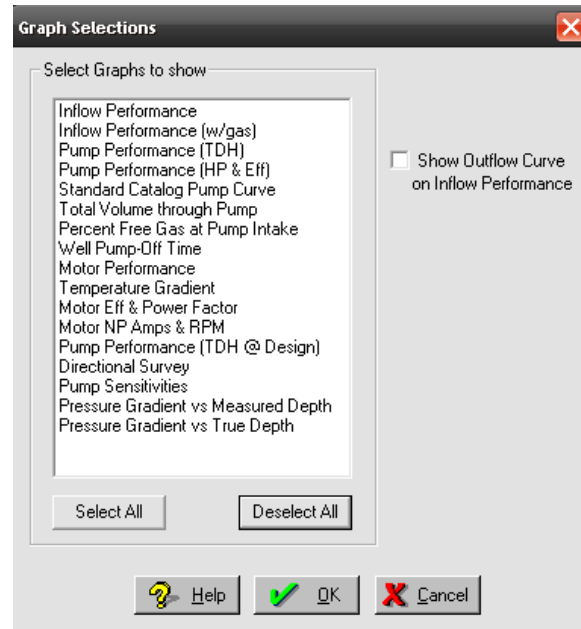 Graph Selections
Select Graphs to show
Inflow Performance
Inflow Performance (w/gas)
Pump Performance (TDH)
Pump Performance (HP & Eff)
Standard Catalog Pump Curve
Total Volume through Pump
Percent Free Gas at Pump Intake
Well Pump-Off Time
Motor Performance
Temperature Gradient
Motor Eff & Power Factor
Motor NP Amps & RPM
Pump Performance (TDH @ Design)
Directional Survey
Pump Sensitivities
Pressure Gradient vs Measured Depth
Pressure Gradient vs True Depth
Show Outflow Curve
on Inflow Performance
Select All
Deselect All
Help
OK
Cancel